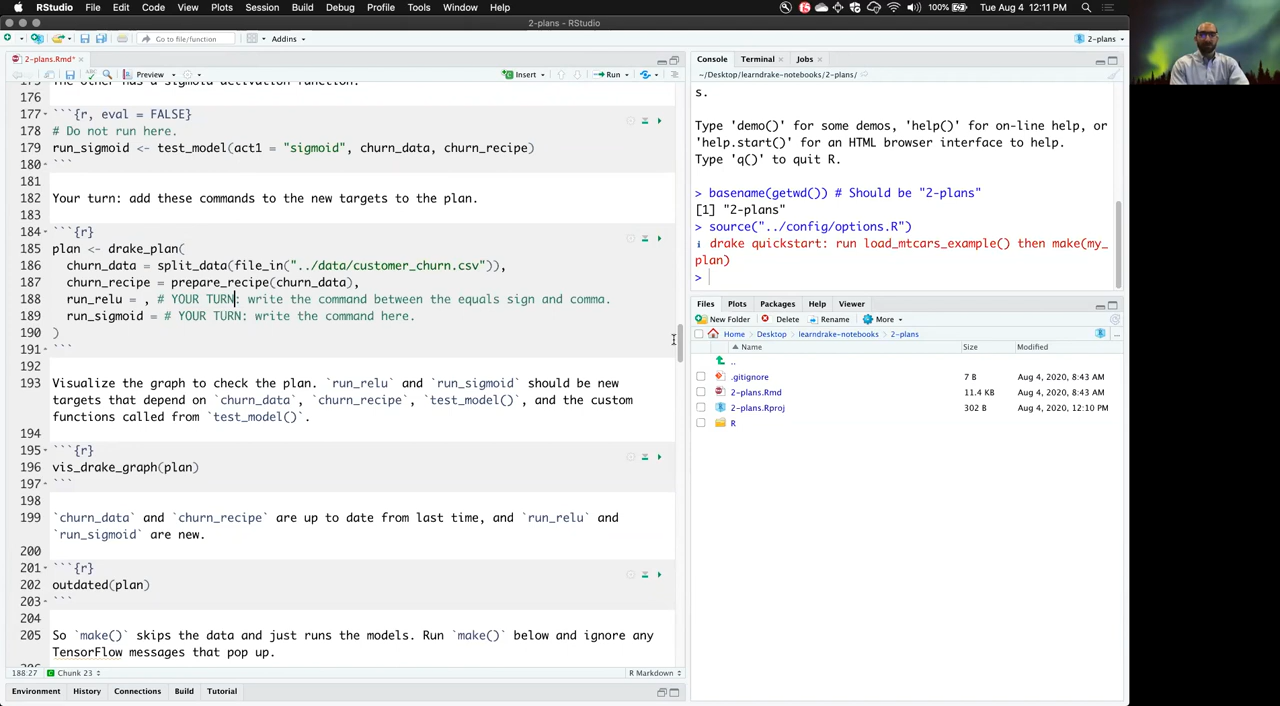 RStudio File Edit Code View Plots Session Build Debug Profile Tools Window Help 100% Tue Aug 4 12:11 PM
2-plans - RStudio
Go to file/function Addins 2-plans
2-plans.Rmd*
Preview Insert Run
176
177 ```{r, eval = FALSE}
178 # Do not run here.
179 run_sigmoid <- test_model(act1 = "sigmoid", churn_data, churn_recipe)
180 ```
181
182 Your turn: add these commands to the new targets to the plan.
183
184 ```{r}
185 plan <- drake_plan(
186 churn_data = split_data(file_in("../data/customer_churn.csv")),
187 churn_recipe = prepare_recipe(churn_data),
188 run_relu = , # YOUR TURN: write the command between the equals sign and comma.
189 run_sigmoid = # YOUR TURN: write the command here.
190 )
191 ```
192
193 Visualize the graph to check the plan. `run_relu` and `run_sigmoid` should be new
targets that depend on `churn_data`, `churn_recipe`, `test_model()`, and the custom
functions called from `test_model()`.
194
195 ```{r}
196 vis_drake_graph(plan)
197 ```
198
199 `churn_data` and `churn_recipe` are up to date from last time, and `run_relu` and
`run_sigmoid` are new.
200
201 ```{r}
202 outdated(plan)
203 ```
204
205 So `make()` skips the data and just runs the models. Run `make()` below and ignore any
TensorFlow messages that pop up.
188:27 Chunk 23 R Markdown
Environment History Connections Build Tutorial
Console Terminal Jobs
~/Desktop/learndrake-notebooks/2-plans/
s.
Type 'demo()' for some demos, 'help()' for on-line help, or
'help.start()' for an HTML browser interface to help.
Type 'q()' to quit R.
> basename(getwd()) # Should be "2-plans"
[1] "2-plans"
> source("../config/options.R")
ℹ drake quickstart: run load_mtcars_example() then make(my_
plan)
>
Files Plots Packages Help Viewer
New Folder Delete Rename More
Home Desktop learndrake-notebooks 2-plans ...
Name Size Modified
..
.gitignore 7 B Aug 4, 2020, 8:43 AM
2-plans.Rmd 11.4 KB Aug 4, 2020, 8:43 AM
2-plans.Rproj 302 B Aug 4, 2020, 12:10 PM
R